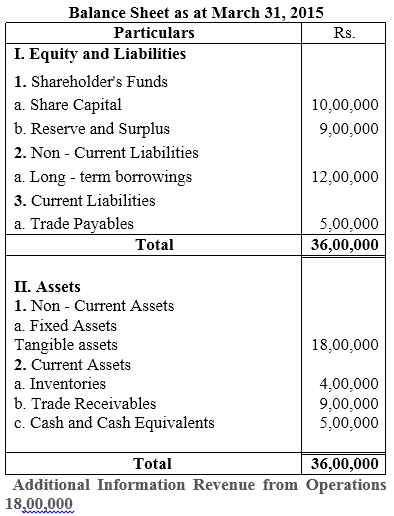 Balance Sheet as at March 31, 2015
Particulars Rs.
I. Equity and Liabilities
1. Shareholder's Funds
a. Share Capital 10,00,000
b. Reserve and Surplus 9,00,000
2. Non - Current Liabilities
a. Long - term borrowings 12,00,000
3. Current Liabilities
a. Trade Payables 5,00,000
Total 36,00,000
II. Assets
1. Non - Current Assets
a. Fixed Assets
Tangible assets 18,00,000
2. Current Assets
a. Inventories 4,00,000
b. Trade Receivables 9,00,000
c. Cash and Cash Equivalents 5,00,000
Total 36,00,000
Additional Information Revenue from Operations
18,00,000